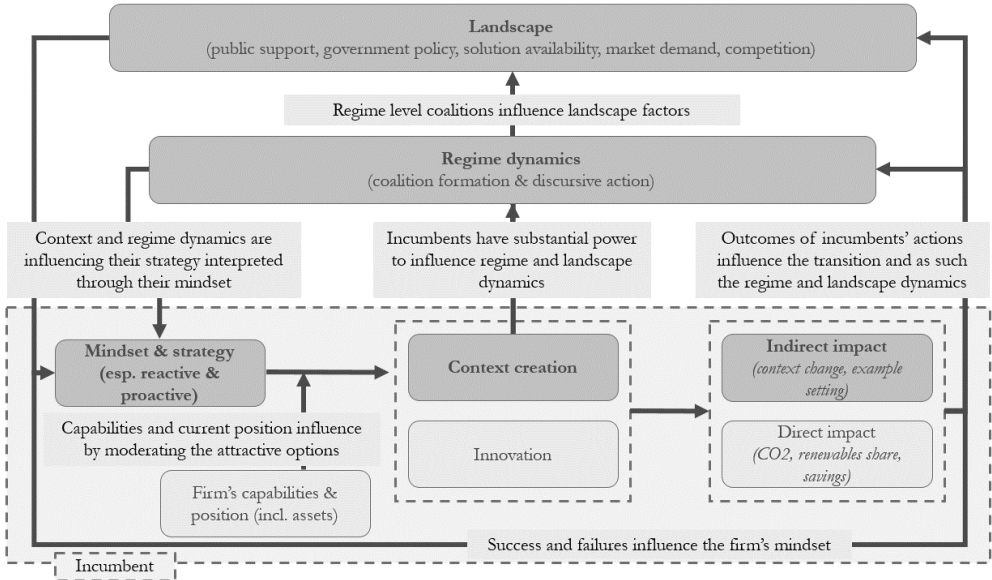 Landscape
(public support, government policy, solution availability, market demand, competition)
Regime level coalitions influence landscape factors
Regime dynamics
(coalition formation & discursive action)
Context and regime dynamics are
influencing their strategy interpreted
through their mindset
Incumbents have substantial power
to influence regime and landscape
dynamics
Outcomes of incumbents' actions
influence the transition and as such
the regime and landscape dynamics
Mindset & strategy
(esp. reactive &
proactive)
Context creation
Indirect impact
(context change, example
setting)
Capabilities and current position influence
by moderating the attractive options
Innovation
Direct impact
(CO2, renewables share,
savings)
Firm's capabilities &
position (incl. assets)
Success and failures influence the firm's mindset
Incumbent